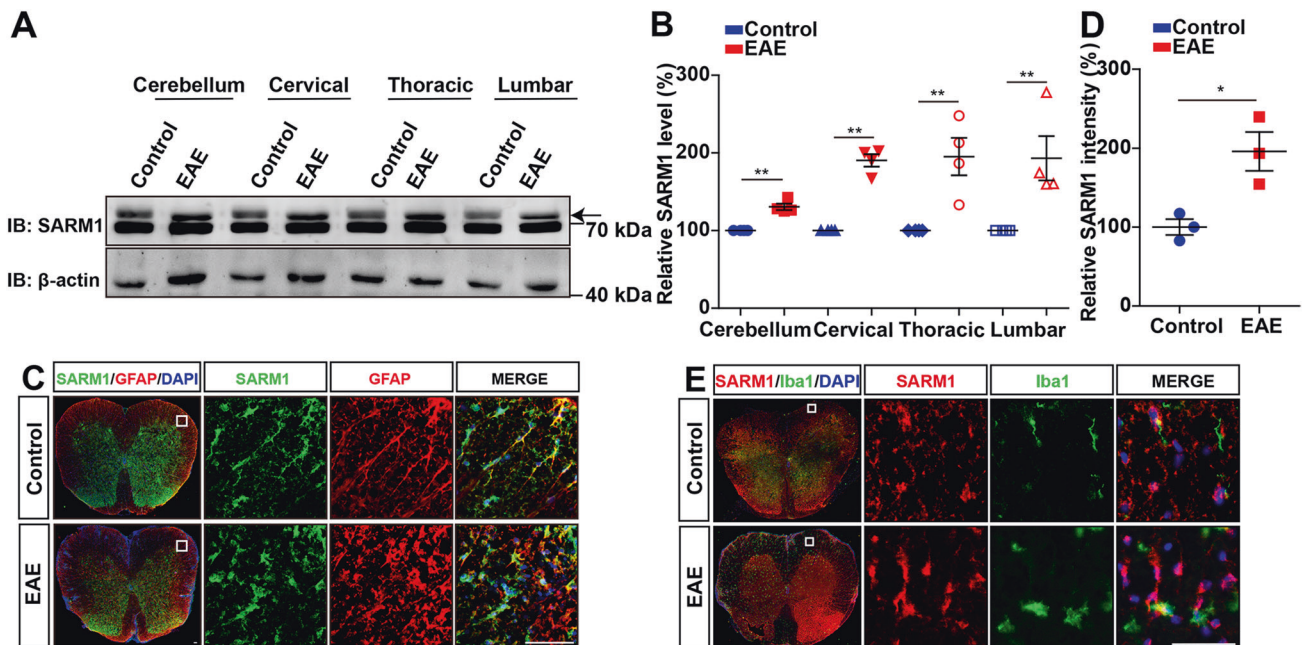 A
Cerebellum Cervical Thoracic Lumbar
Control EAE Control EAE Control EAE Control EAE
IB: SARM1
70 kDa
IB: β-actin
40 kDa
B
Control
EAE
Relative SARM1 level (%)
300
200
100
0
** ** ** **
Cerebellum Cervical Thoracic Lumbar
D
Control
EAE
Relative SARM1 intensity (%)
300
200
100
0
*
Control EAE
C
SARM1/GFAP/DAPI SARM1 GFAP MERGE
Control
EAE
E
SARM1/Iba1/DAPI SARM1 Iba1 MERGE
Control
EAE